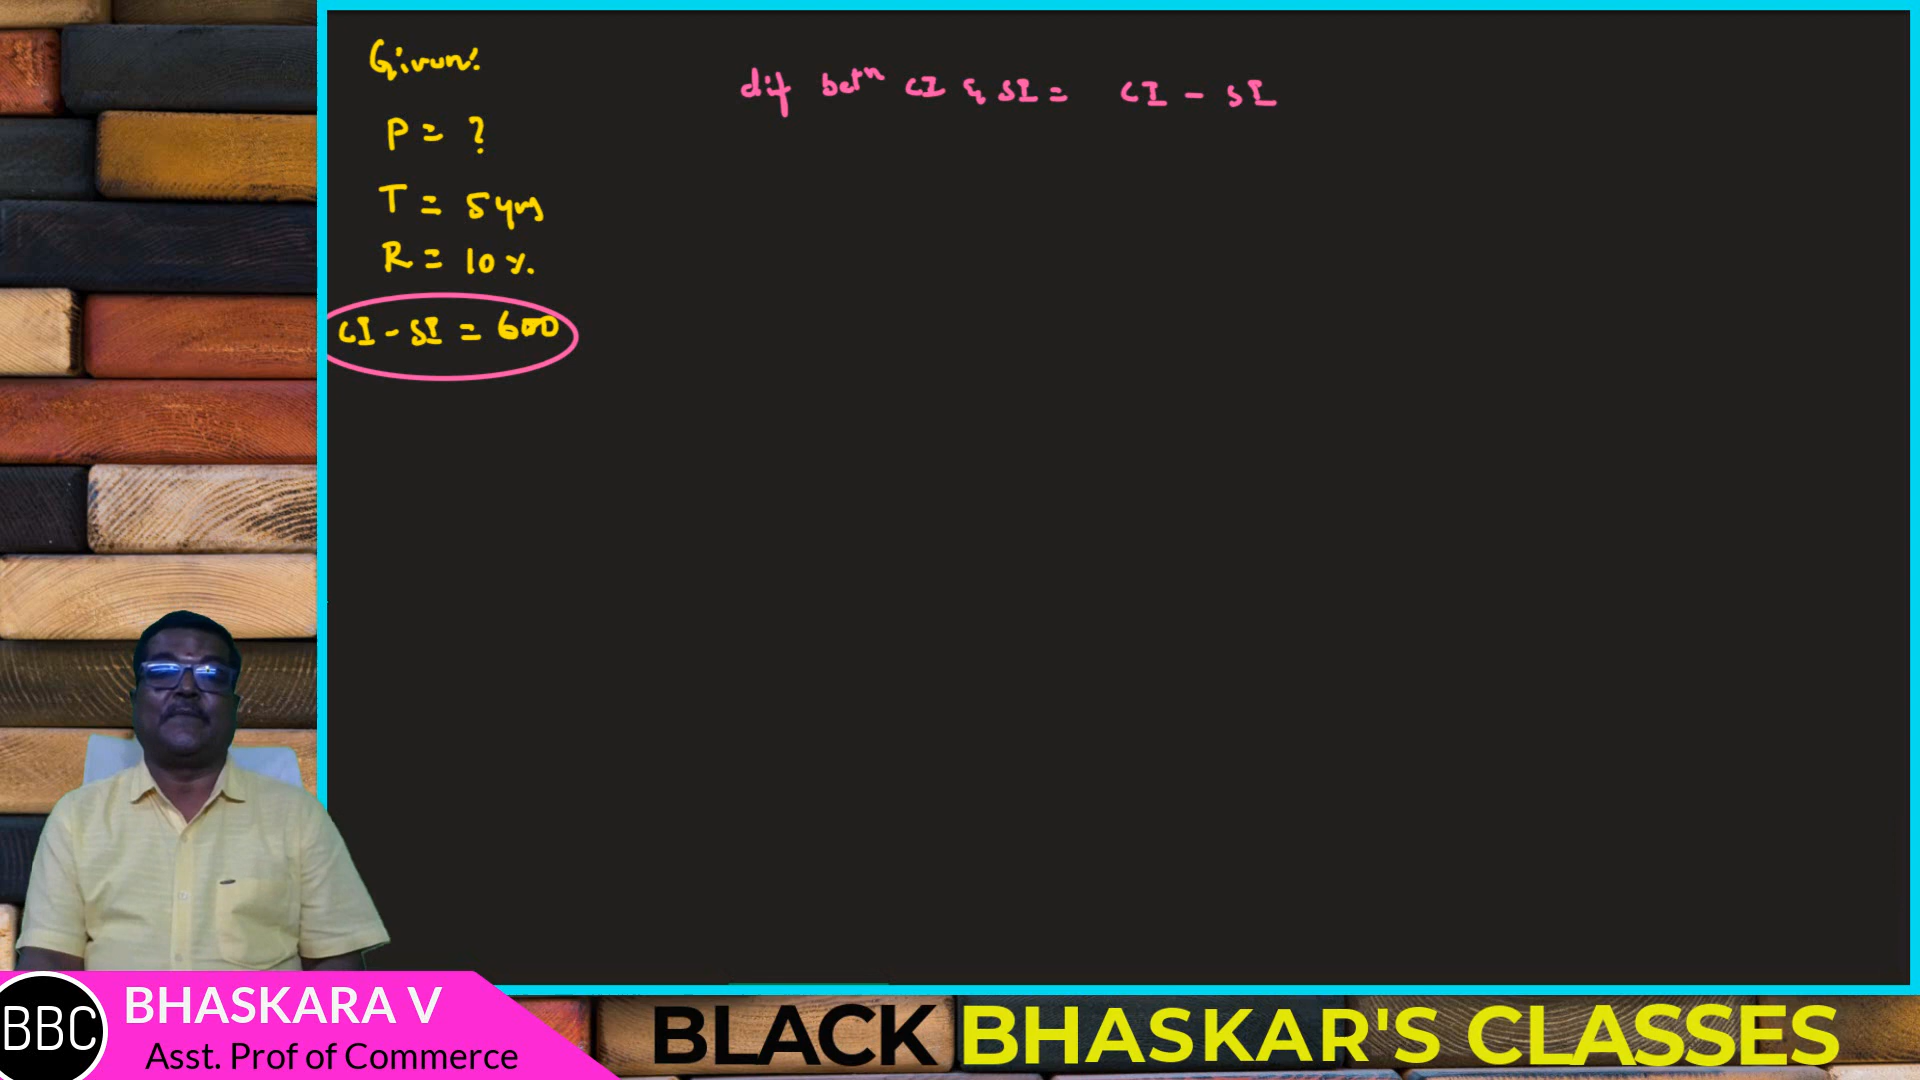 Given:
P = ?
T = 5 yrs
R = 10 %.
CI - SI = 600
dif betn CI & SI = CI - SI
BBC
BHASKARA V
Asst. Prof of Commerce
BLACK BHASKAR'S CLASSES